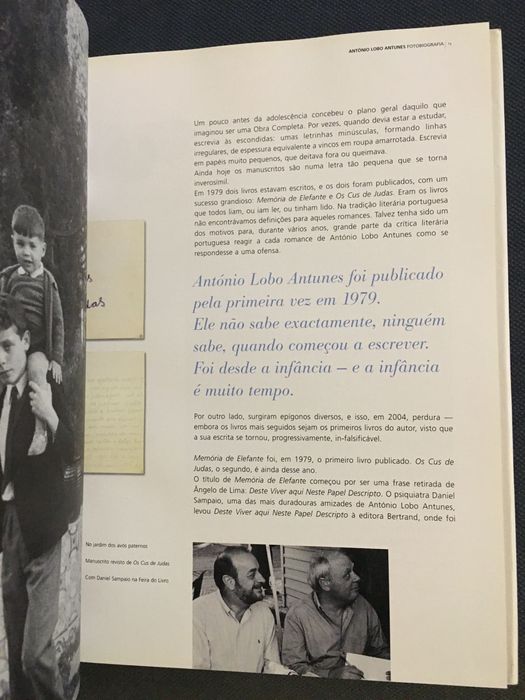 ANTÓNIO LOBO ANTUNES FOTOBIOGRAFIA |
Um pouco antes da adolescência concebeu o plano geral daquilo que
imaginou ser uma Obra Completa. Por vezes, quando devia estar a estudar,
escrevia às escondidas: umas letrinhas minúsculas, formando linhas
irregulares, de espessura equivalente a vincos em roupa amarrotada. Escrevia
em papéis muito pequenos, que deitava fora ou queimava.
Ainda hoje os manuscritos são numa letra tão pequena que se torna
inverosímil.
Em 1979 dois livros estavam escritos, e os dois foram publicados, com um
sucesso grandioso: Memória de Elefante e Os Cus de Judas. Eram os livros
que todos liam, ou iam ler, ou tinham lido. Na tradição literária portuguesa
não encontrávamos definições para aqueles romances. Talvez tenha sido um
dos motivos para, durante vários anos, grande parte da crítica literária
portuguesa reagir a cada romance de António Lobo Antunes como se
respondesse a uma ofensa.
António Lobo Antunes foi publicado
pela primeira vez em 1979.
Ele não sabe exactamente, ninguém
sabe, quando começou a escrever.
Foi desde a infância – e a infância
é muito tempo.
Por outro lado, surgiram epígonos diversos, e isso, em 2004, perdura —
embora os livros mais seguidos sejam os primeiros livros do autor, visto que
a sua escrita se tornou, progressivamente, in-falsificável.
Memória de Elefante foi, em 1979, o primeiro livro publicado. Os Cus de
Judas, o segundo, é ainda desse ano.
O título de Memória de Elefante começou por ser uma frase retirada de
Ângelo de Lima: Deste Viver aqui Neste Papel Descripto. O psiquiatra Daniel
Sampaio, uma das mais duradouras amizades de António Lobo Antunes,
levou Deste Viver aqui Neste Papel Descripto à editora Bertrand, onde foi
No jardim dos avós paternos
Manuscrito revisto de Os Cus de Judas
Com Daniel Sampaio na Feira do Livro